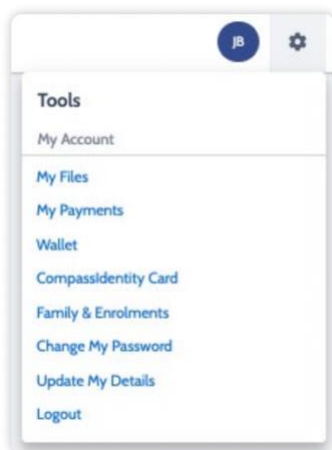 JB
Tools
My Account
My Files
My Payments
Wallet
CompassIdentity Card
Family & Enrolments
Change My Password
Update My Details
Logout